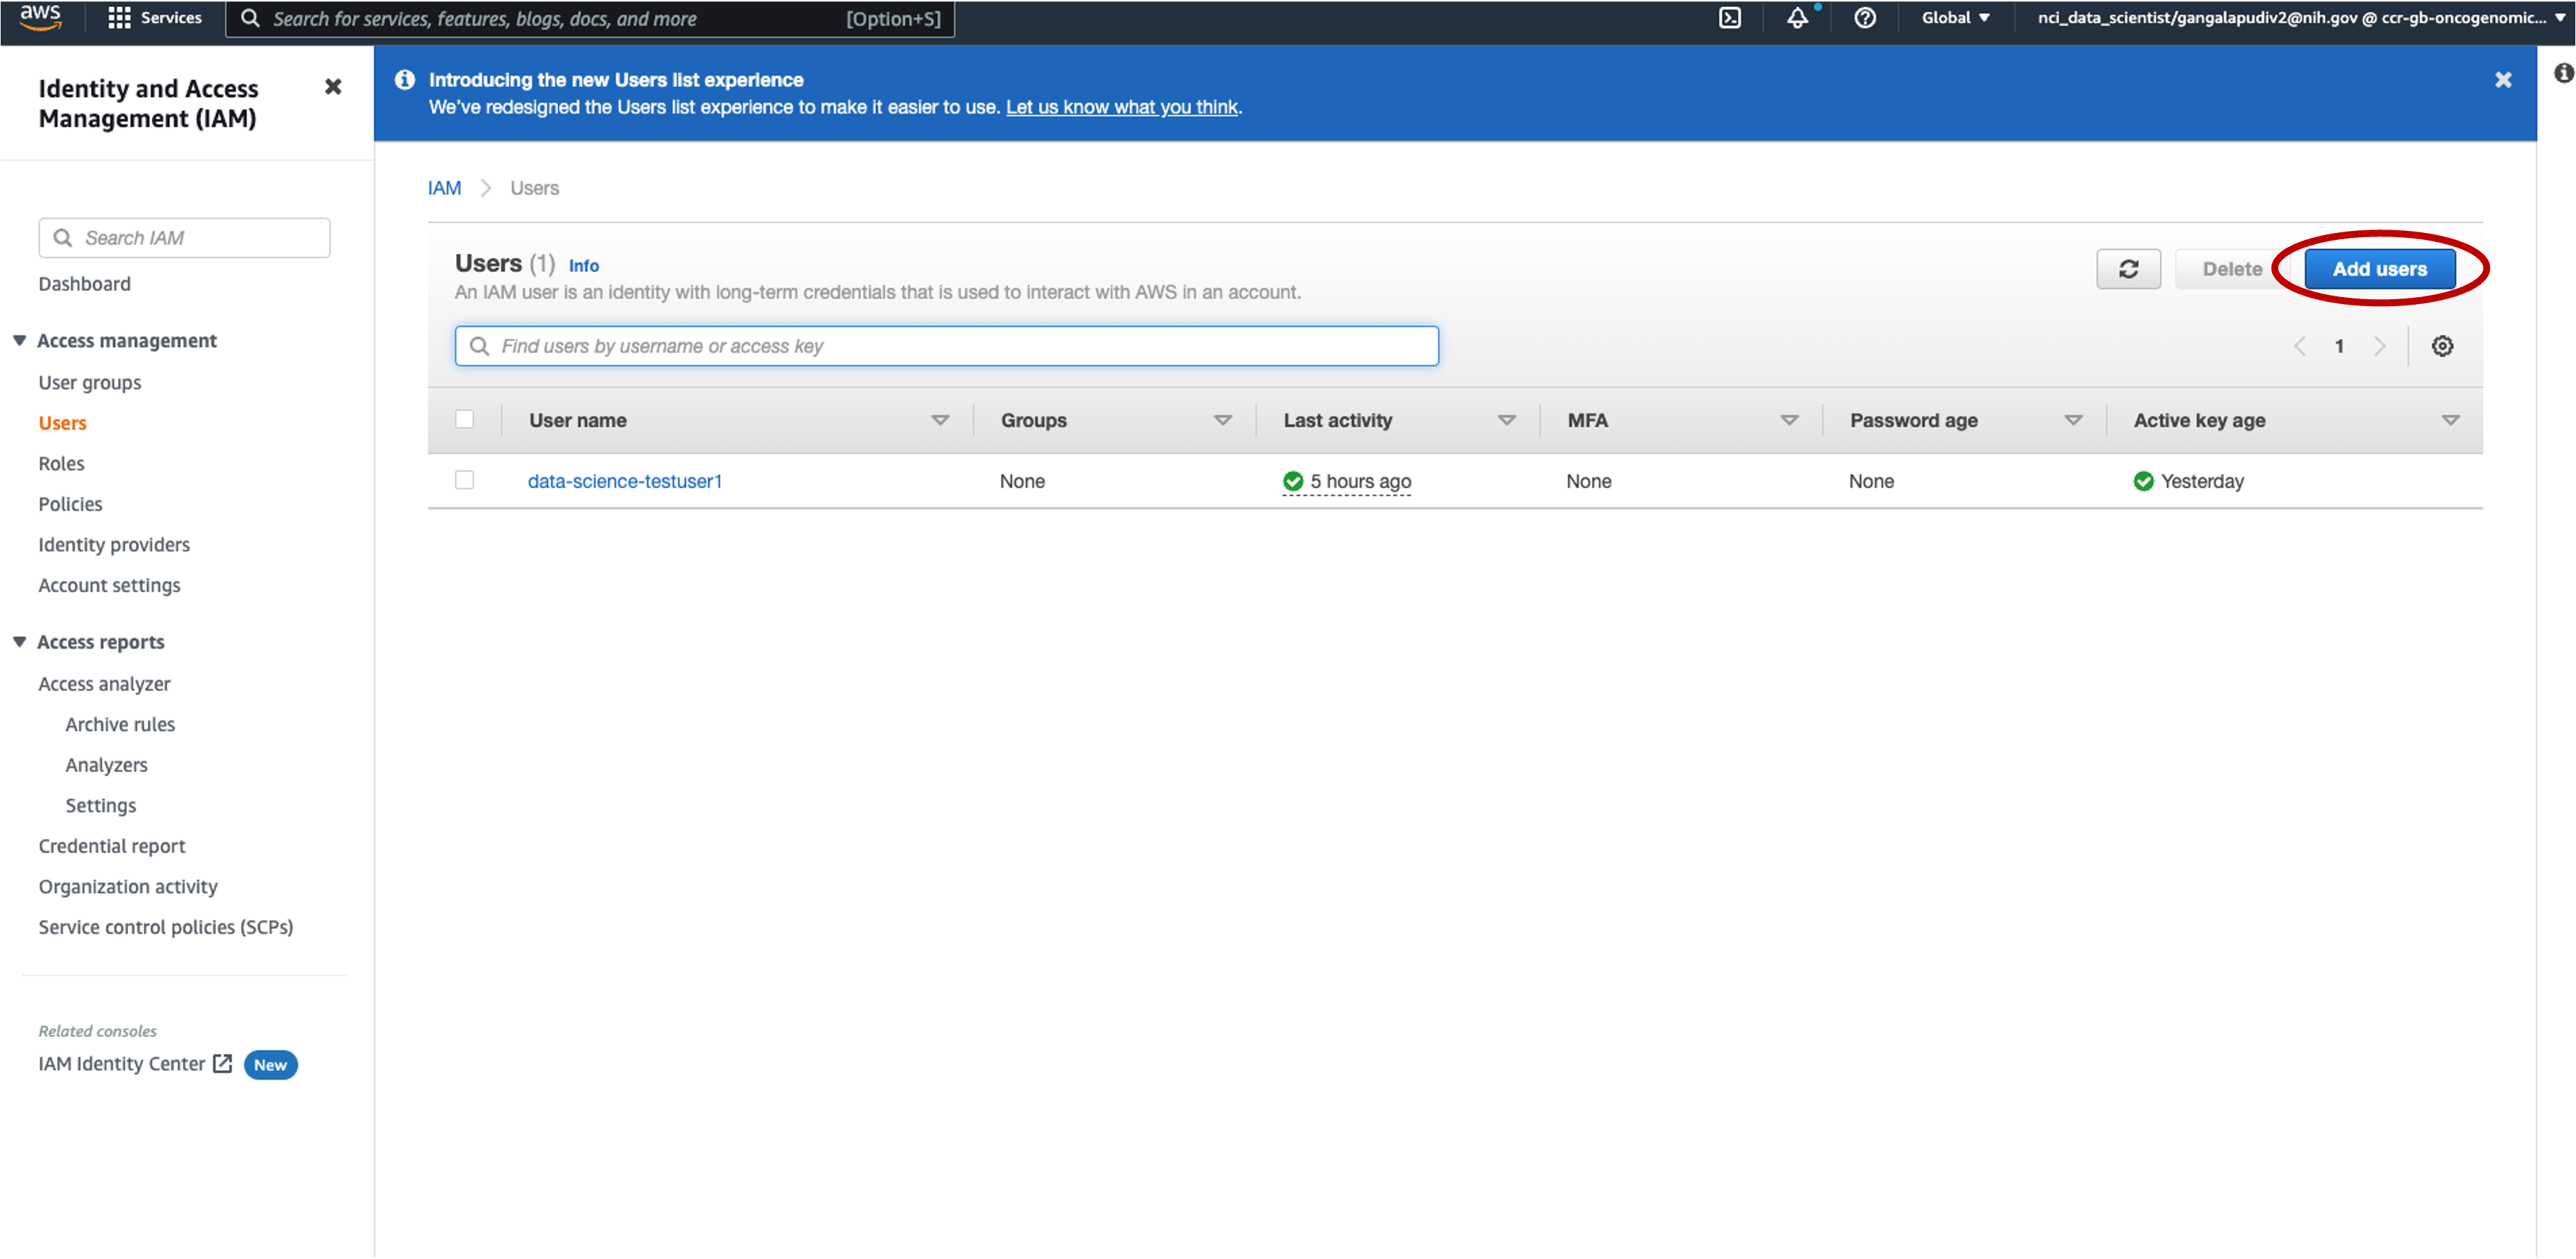 aws
Services
Search for services, features, blogs, docs, and more
[Option+S]
Global
nci_data_scientist/gangalapudiv2@nih.gov @ ccr-gb-oncogenomic...
Identity and Access
Management (IAM)
Search IAM
Dashboard
Access management
User groups
Users
Roles
Policies
Identity providers
Account settings
Access reports
Access analyzer
Archive rules
Analyzers
Settings
Credential report
Organization activity
Service control policies (SCPs)
Related consoles
IAM Identity Center New
Introducing the new Users list experience
We've redesigned the Users list experience to make it easier to use. Let us know what you think.
IAM > Users
Users (1) Info
An IAM user is an identity with long-term credentials that is used to interact with AWS in an account.
Delete
Add users
Find users by username or access key
1
User name Groups Last activity MFA Password age Active key age
data-science-testuser1 None 5 hours ago None None Yesterday